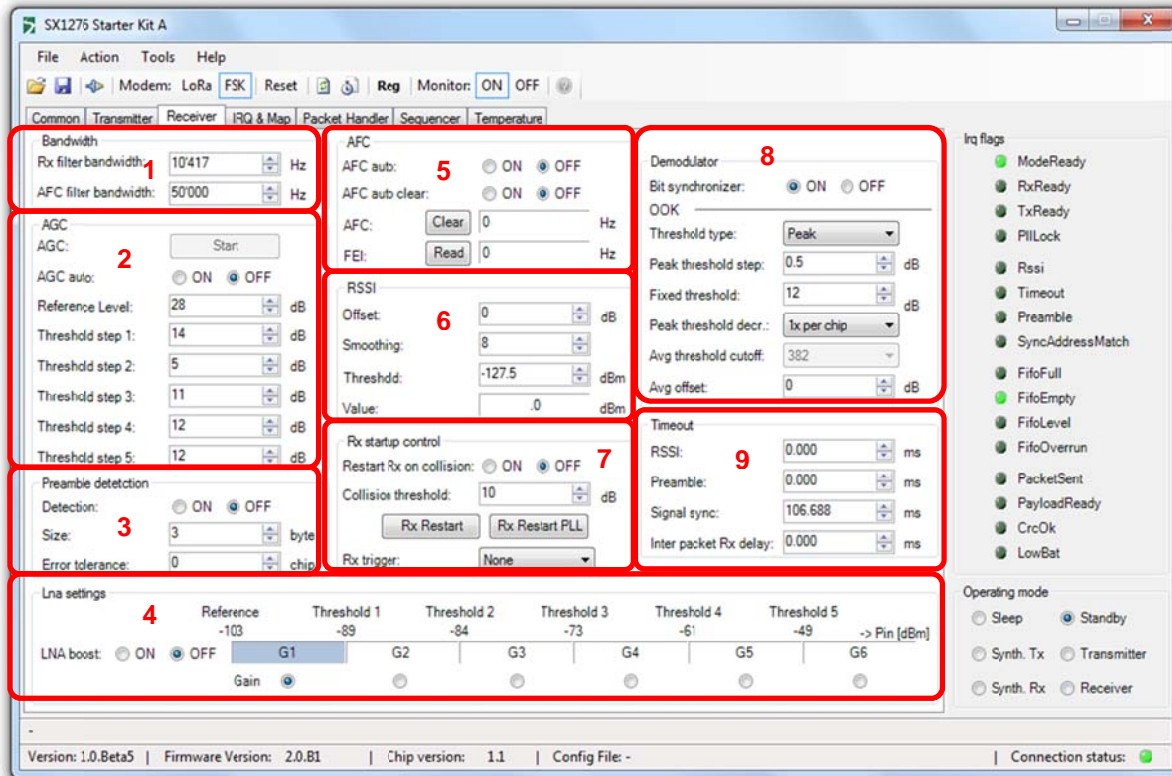 SX1276 Starter Kit A
File Action Tools Help
Modem: LoRa FSK Reset Reg Monitor: ON OFF
Common Transmitter Receiver IRQ & Map Packet Handler Sequencer Temperature
Bandwidth
Rx filter bandwidth: 10'417 Hz
AFC filter bandwidth: 50'000 Hz
1
AGC
AGC: Start
AGC auto: ON OFF
Reference Level: 28 dB
Threshold step 1: 14 dB
Threshold step 2: 5 dB
Threshold step 3: 11 dB
Threshold step 4: 12 dB
Threshold step 5: 12 dB
2
Preamble detetction
Detection: ON OFF
Size: 3 byte
Error tolerance: 0 chip
3
AFC
AFC auto: ON OFF
AFC auto clear: ON OFF
AFC: Clear 0 Hz
FEI: Read 0 Hz
5
RSSI
Offset: 0 dB
Smoothing: 8
Threshold: -127.5 dBm
Value: .0 dBm
6
Rx startup control
Restart Rx on collision: ON OFF
Collision threshold: 10 dB
Rx Restart Rx Restart PLL
Rx trigger: None
7
8
Demodulator
Bit synchronizer: ON OFF
OOK
Threshold type: Peak
Peak threshold step: 0.5 dB
Fixed threshold: 12 dB
Peak threshold decr.: 1x per chip
Avg threshold cutoff: 382
Avg offset: 0 dB
Timeout
RSSI: 0.000 ms
Preamble: 0.000 ms
Signal sync: 106.688 ms
Inter packet Rx delay: 0.000 ms
9
Lna settings
4
Reference Threshold 1 Threshold 2 Threshold 3 Threshold 4 Threshold 5
-103 -89 -84 -73 -61 -49 -> Pin [dBm]
LNA boost: ON OFF G1 G2 G3 G4 G5 G6
Gain
Irq flags
ModeReady
RxReady
TxReady
PllLock
Rssi
Timeout
Preamble
SyncAddressMatch
FifoFull
FifoEmpty
FifoLevel
FifoOverrun
PacketSent
PayloadReady
CrcOk
LowBat
Operating mode
Sleep Standby
Synth. Tx Transmitter
Synth. Rx Receiver
-
Version: 1.0.Beta5 | Firmware Version: 2.0.B1 | Chip version: 1.1 | Config File: - | Connection status: